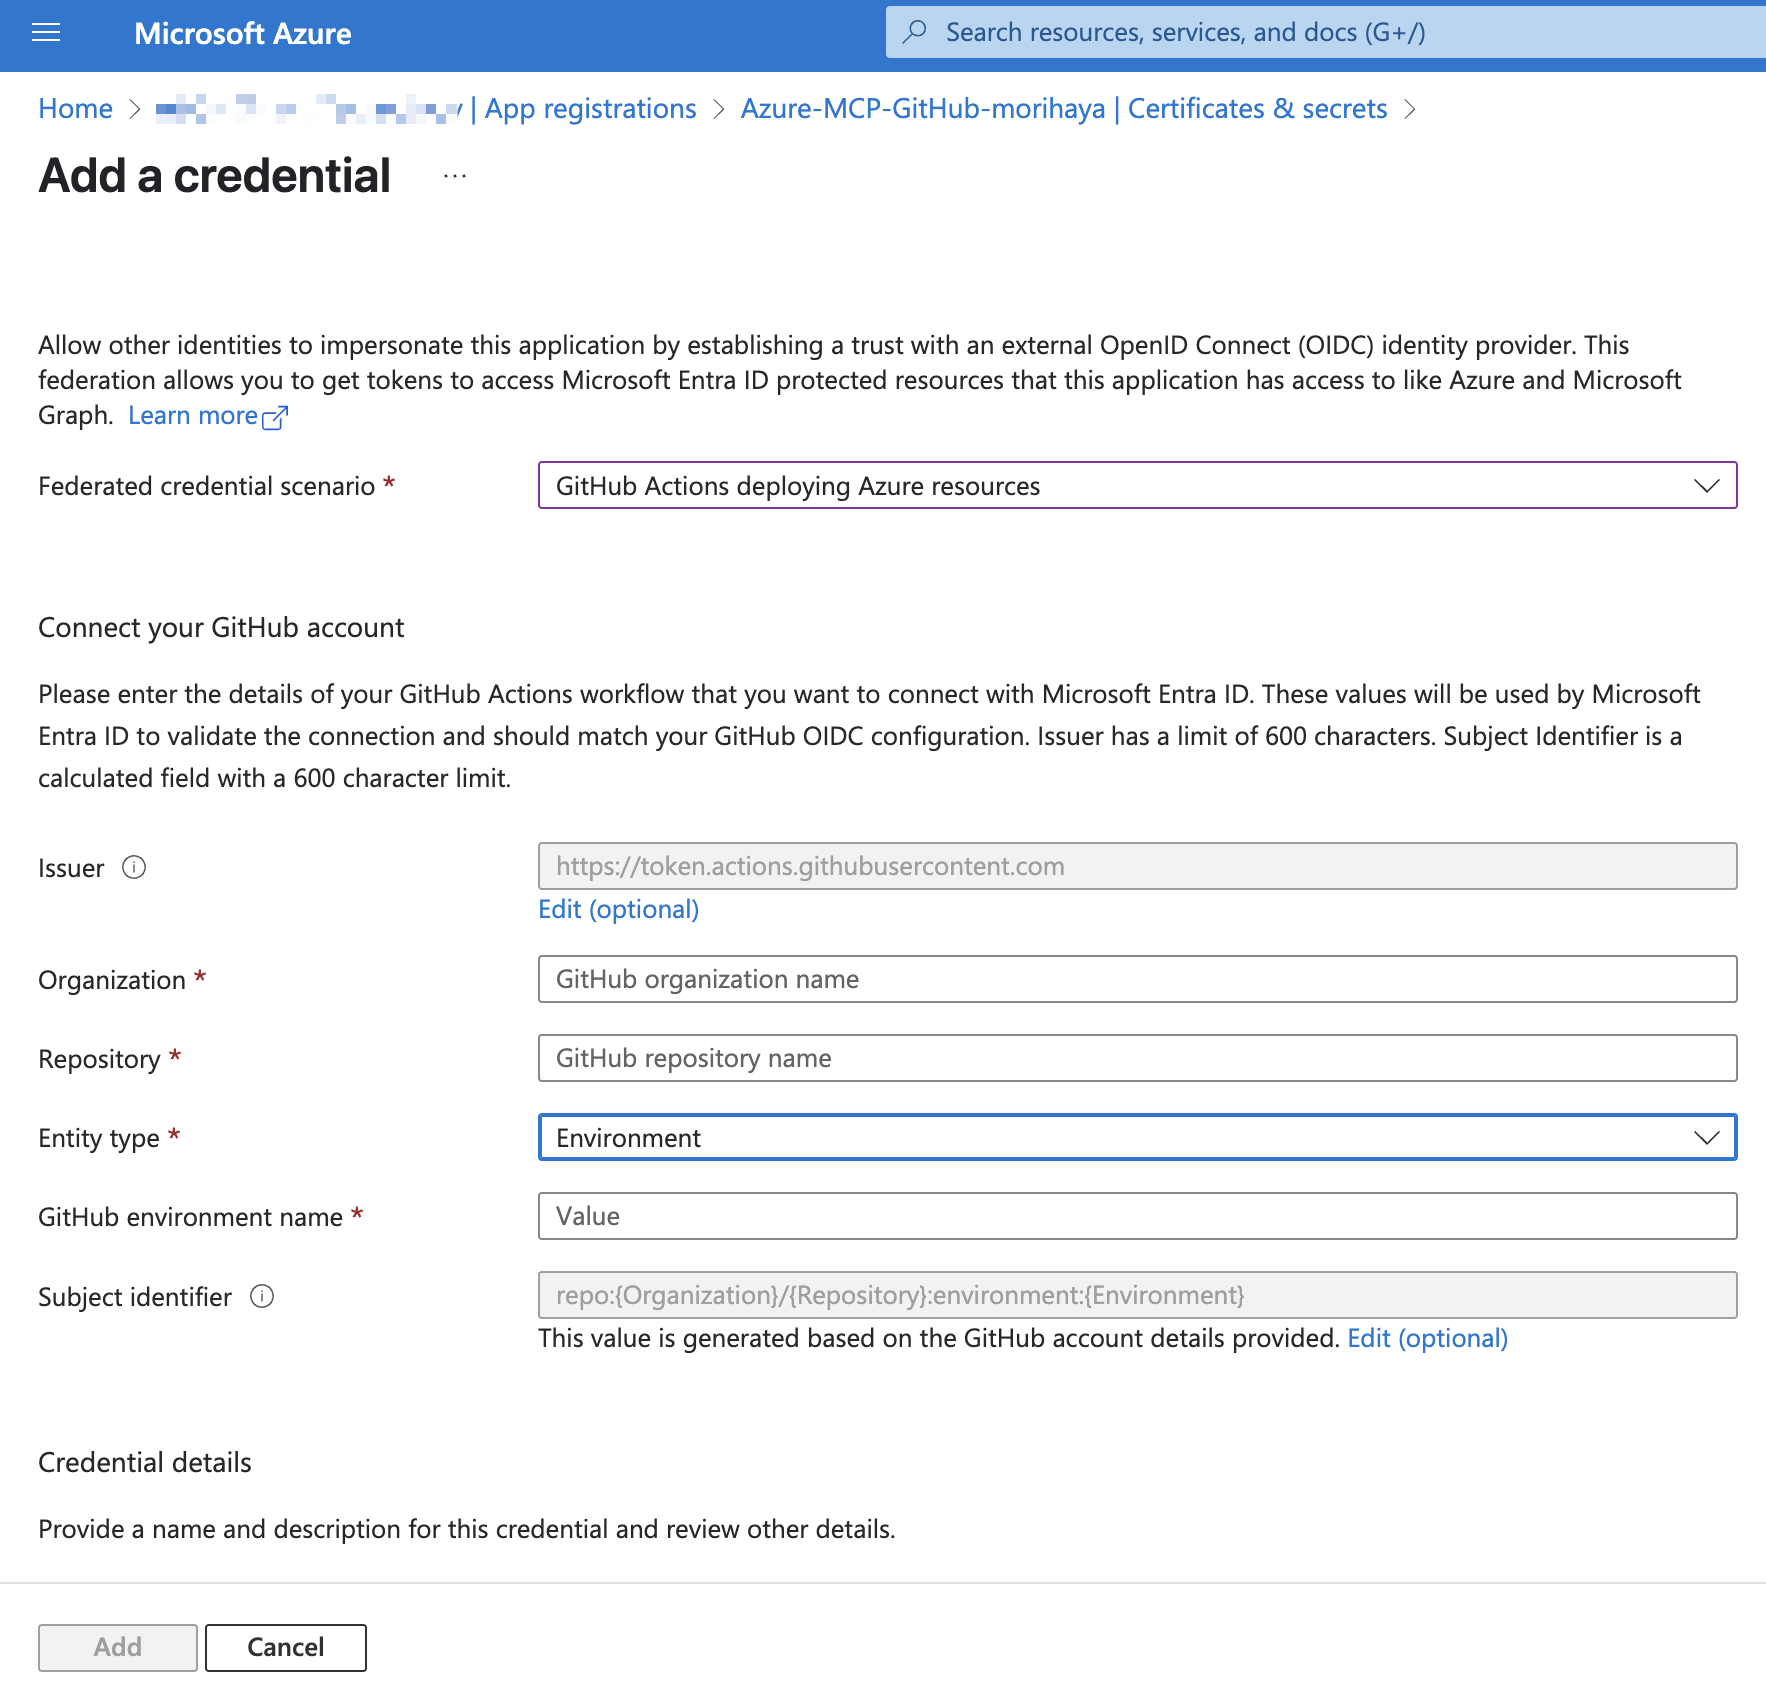 Microsoft Azure
Search resources, services, and docs (G+/)
Home > | App registrations > Azure-MCP-GitHub-morihaya | Certificates & secrets >
Add a credential ...
Allow other identities to impersonate this application by establishing a trust with an external OpenID Connect (OIDC) identity provider. This
federation allows you to get tokens to access Microsoft Entra ID protected resources that this application has access to like Azure and Microsoft
Graph. Learn more
Federated credential scenario *
GitHub Actions deploying Azure resources
Connect your GitHub account
Please enter the details of your GitHub Actions workflow that you want to connect with Microsoft Entra ID. These values will be used by Microsoft
Entra ID to validate the connection and should match your GitHub OIDC configuration. Issuer has a limit of 600 characters. Subject Identifier is a
calculated field with a 600 character limit.
Issuer
https://token.actions.githubusercontent.com
Edit (optional)
Organization *
GitHub organization name
Repository *
GitHub repository name
Entity type *
Environment
GitHub environment name *
Value
Subject identifier
repo:{Organization}/{Repository}:environment:{Environment}
This value is generated based on the GitHub account details provided. Edit (optional)
Credential details
Provide a name and description for this credential and review other details.
Add
Cancel